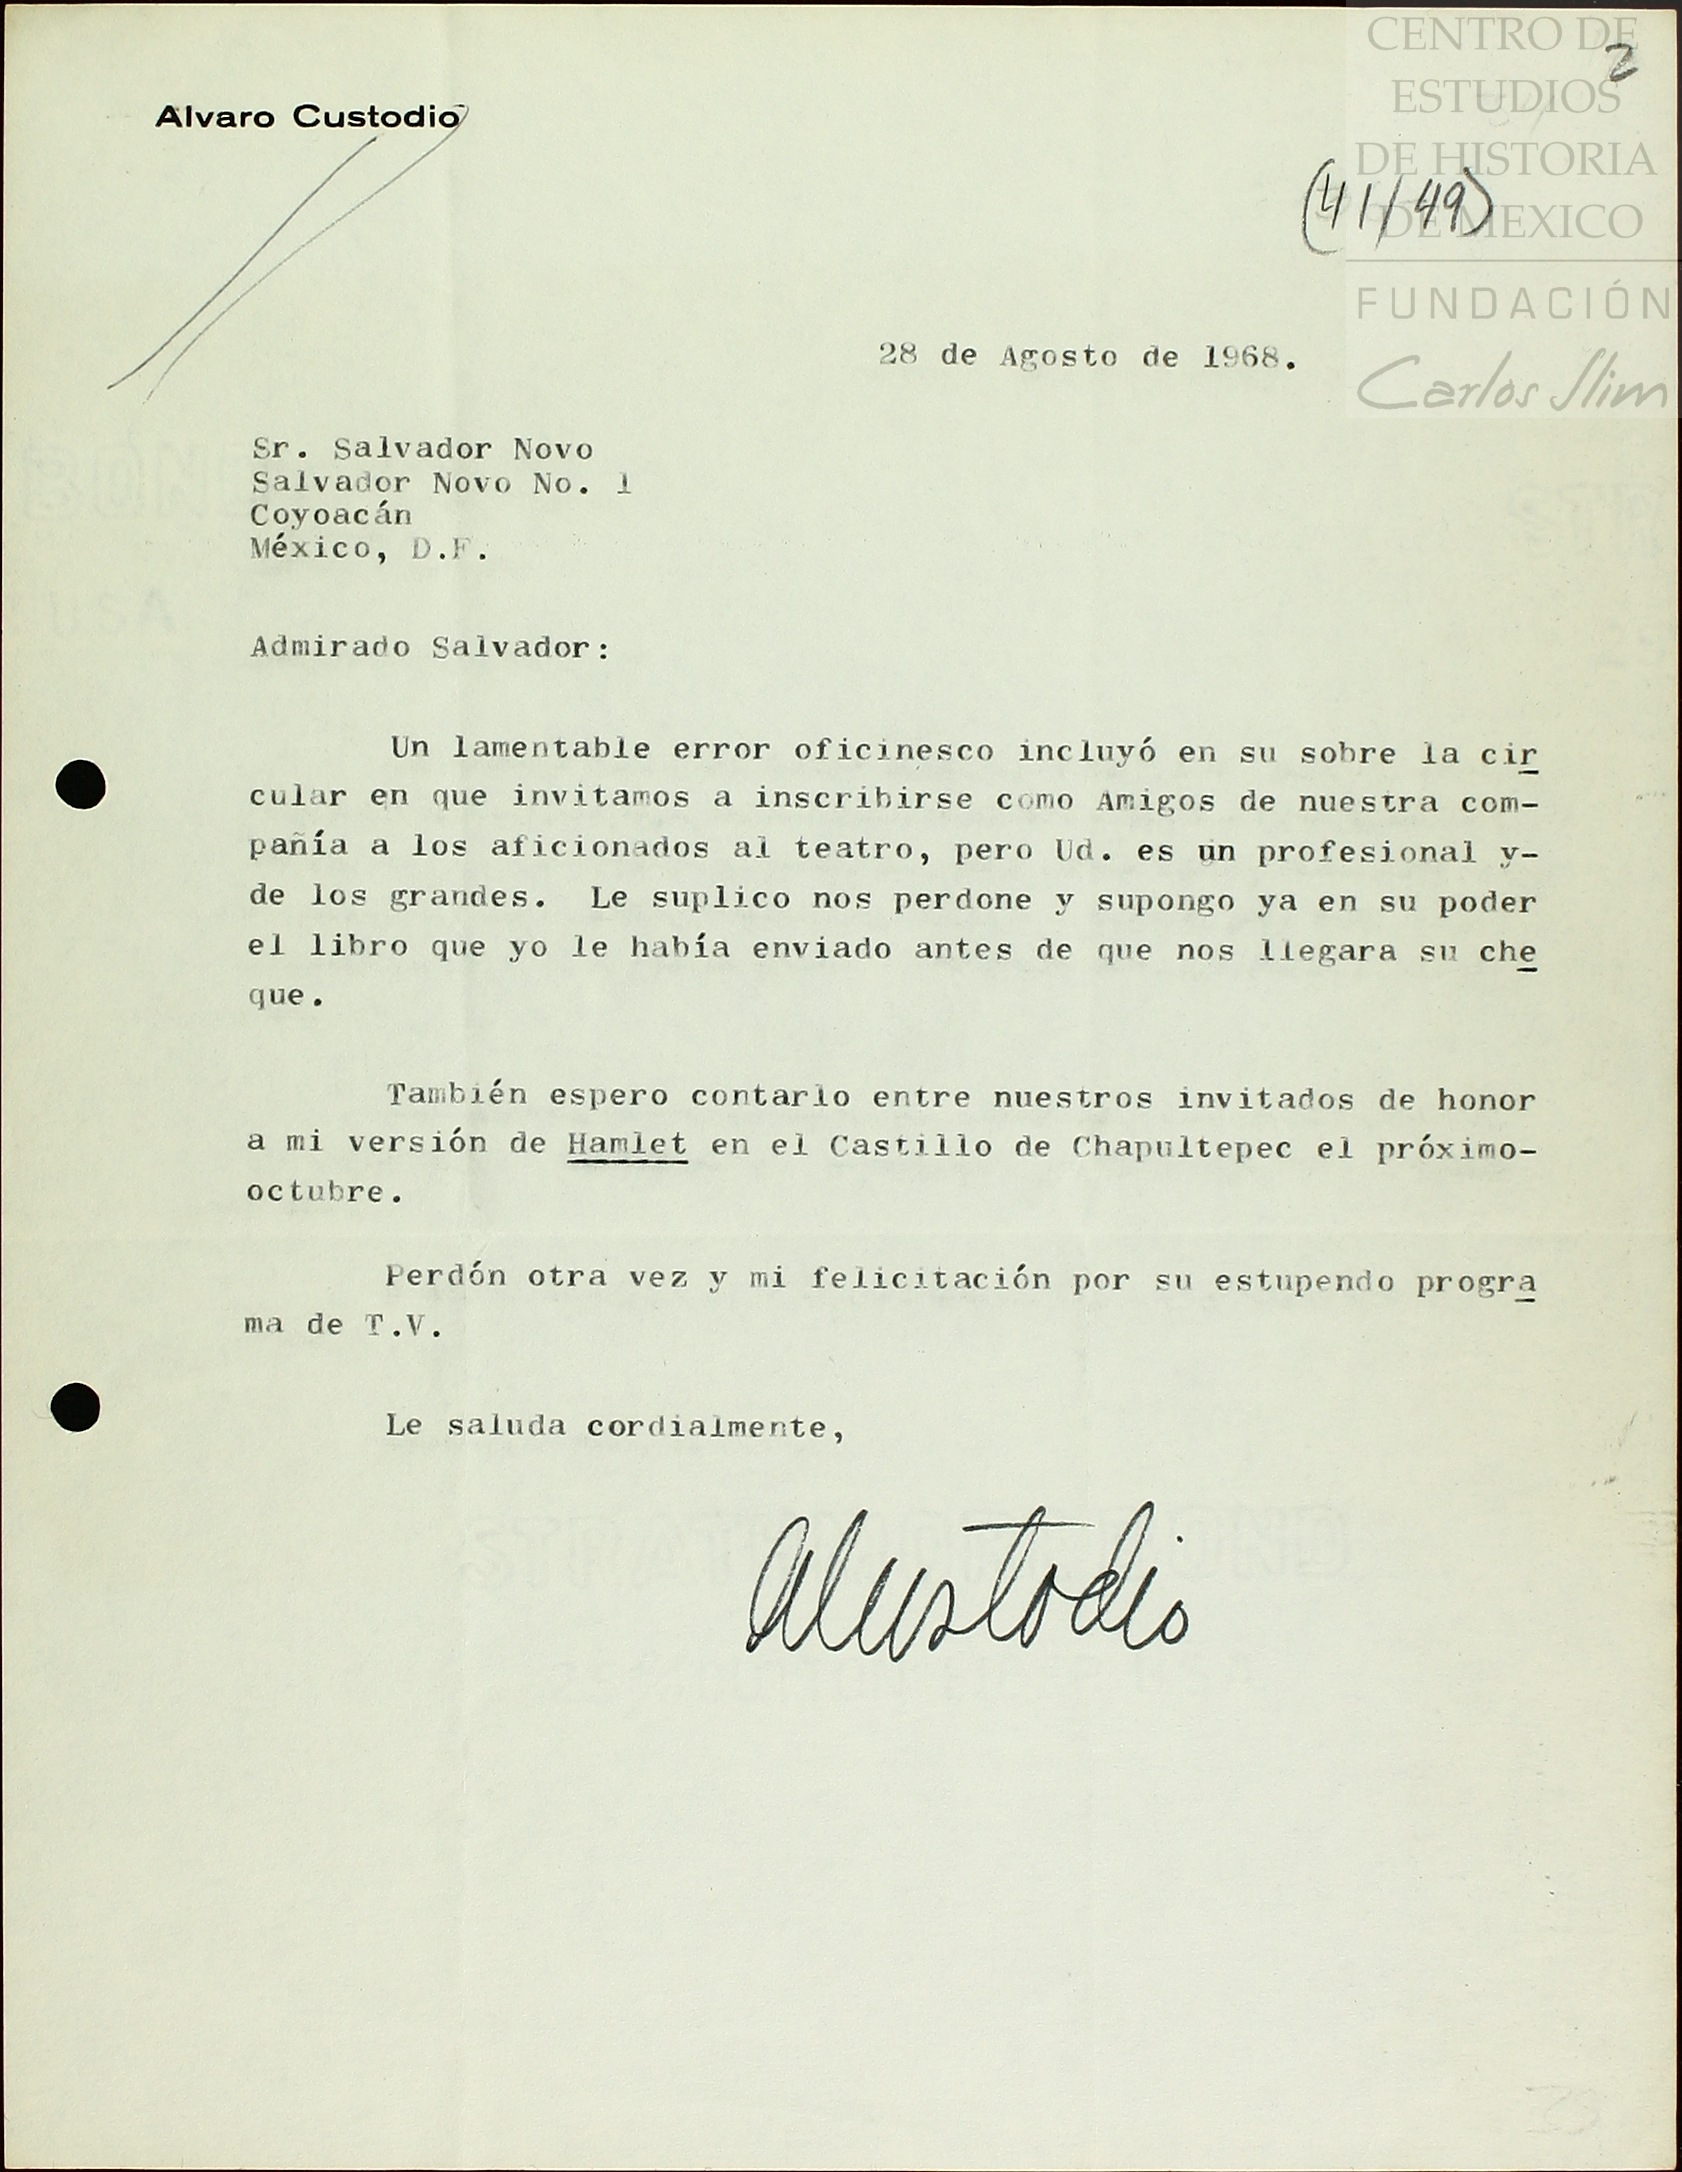 CENTRO DE
ESTUDIOS
DE HISTORIA
DE MEXICO
FUNDACIÓN
Carlos Slim
2
(41/49)
Alvaro Custodio
28 de Agosto de 1968.
Sr. Salvador Novo
Salvador Novo No. 1
Coyoacán
México, D.F.
Admirado Salvador:
Un lamentable error oficinesco incluyó en su sobre la cir
cular en que invitamos a inscribirse como Amigos de nuestra com-
pañía a los aficionados al teatro, pero Ud. es un profesional y-
de los grandes. Le suplico nos perdone y supongo ya en su poder
el libro que yo le había enviado antes de que nos llegara su che
que.
También espero contarlo entre nuestros invitados de honor
a mi versión de Hamlet en el Castillo de Chapultepec el próximo-
octubre.
Perdón otra vez y mi felicitación por su estupendo progra
ma de T.V.
Le saluda cordialmente,
ACustodio